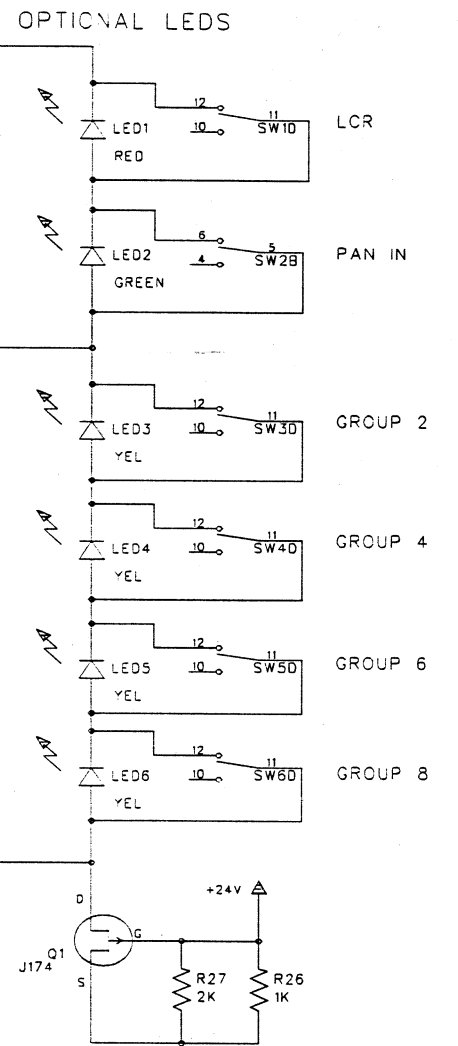 OPTIONAL LEDS
12
11
LED1
10
SW1D
LCR
RED
6
5
LED2
4
SW2B
PAN IN
GREEN
12
11
LED3
10
SW3D
GROUP 2
YEL
12
11
LED4
10
SW4D
GROUP 4
YEL
12
11
LED5
10
SW5D
GROUP 6
YEL
12
11
LED6
10
SW6D
GROUP 8
YEL
+24V
D
G
Q1
J174
S
R27
2K
R26
1K